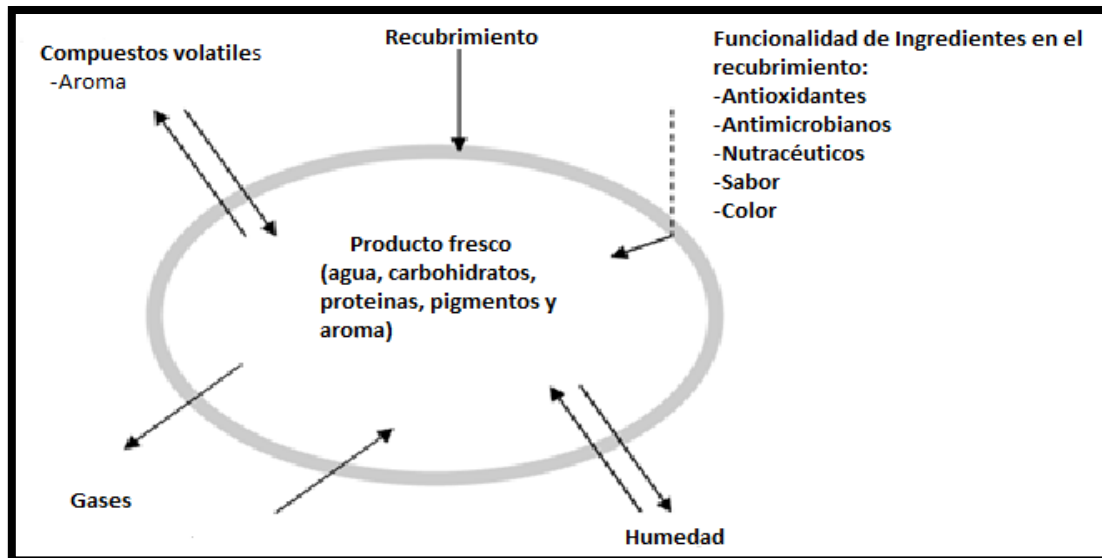 Compuestos volatiles
-Aroma
Recubrimiento
Funcionalidad de Ingredientes en el
recubrimiento:
-Antioxidantes
-Antimicrobianos
-Nutracéuticos
-Sabor
-Color
Producto fresco
(agua, carbohidratos,
proteinas, pigmentos y
aroma)
Gases
Humedad